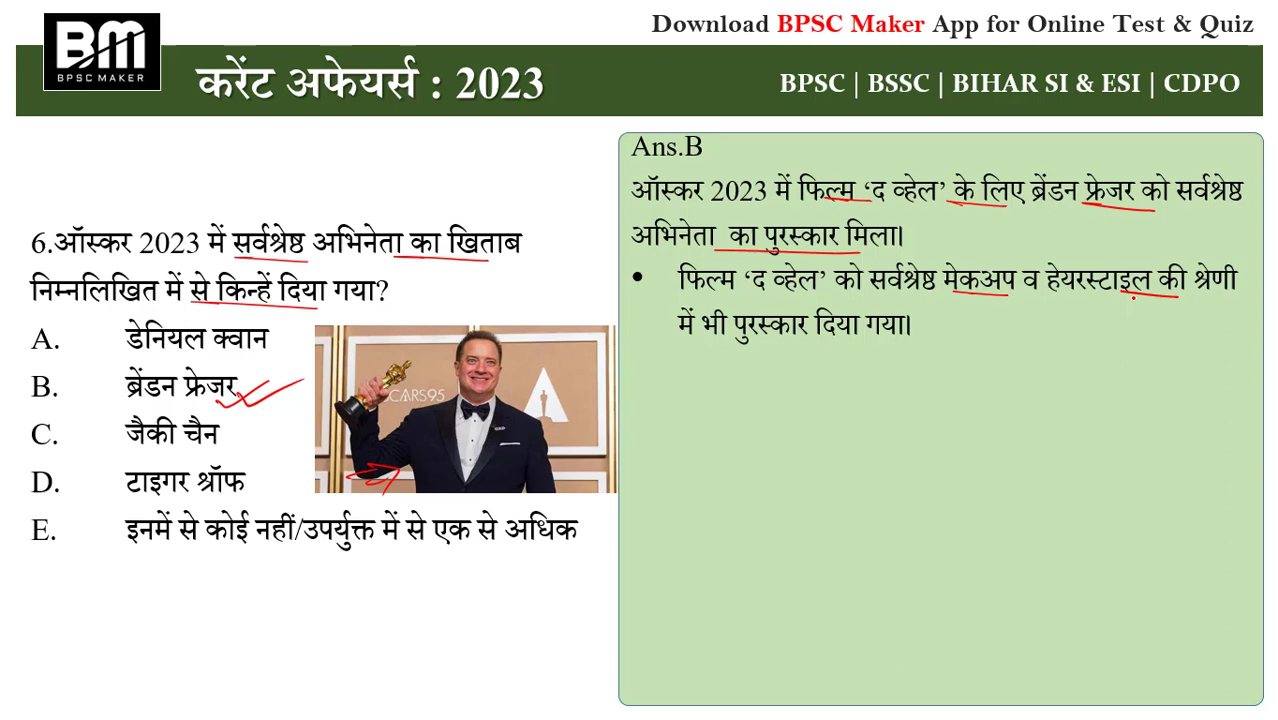 Download BPSC Maker App for Online Test & Quiz
BM
BPSC MAKER
करेंट अफेयर्स : 2023
BPSC | BSSC | BIHAR SI & ESI | CDPO
6.ऑस्कर 2023 में सर्वश्रेष्ठ अभिनेता का खिताब
निम्नलिखित में से किन्हें दिया गया?
A. डेनियल क्वान
B. ब्रेंडन फ्रेजर
C. जैकी चैन
D. टाइगर श्रॉफ
E. इनमें से कोई नहीं/उपर्युक्त में से एक से अधिक
OSCARS95
Ans.B
ऑस्कर 2023 में फिल्म ‘द व्हेल’ के लिए ब्रेंडन फ्रेजर को सर्वश्रेष्ठ
अभिनेता का पुरस्कार मिला।
• फिल्म ‘द व्हेल’ को सर्वश्रेष्ठ मेकअप व हेयरस्टाइल की श्रेणी
में भी पुरस्कार दिया गया।